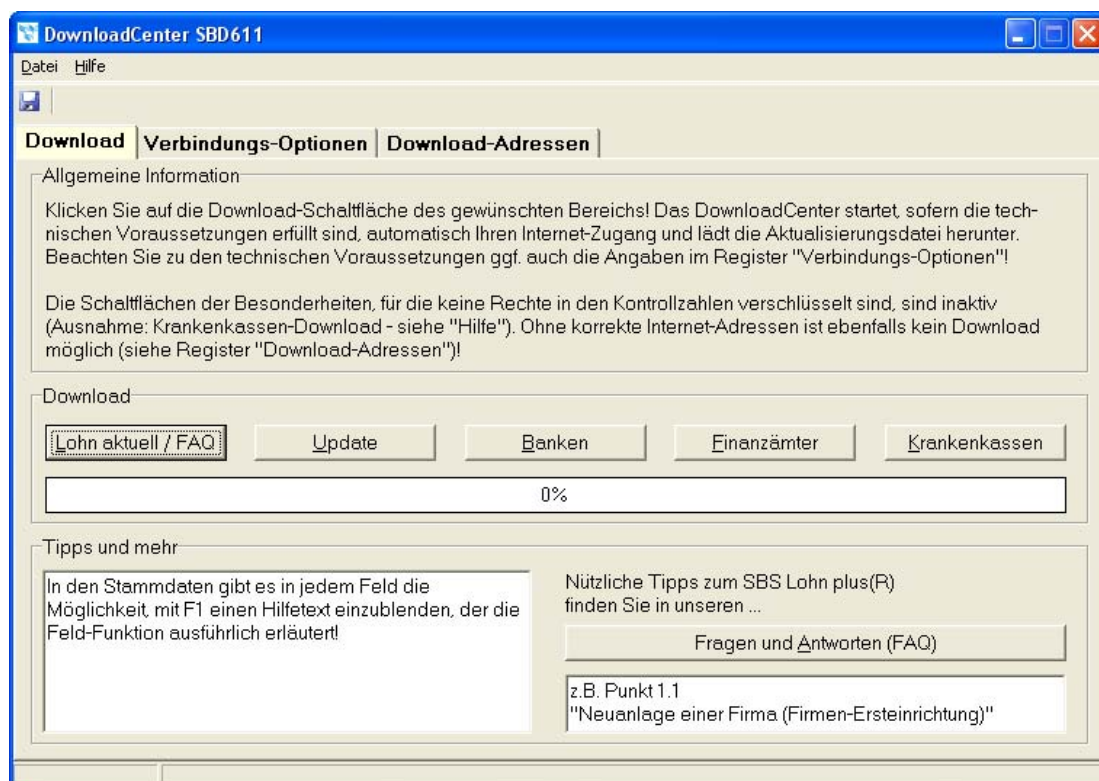 DownloadCenter SBD611
Datei Hilfe
Download Verbindungs-Optionen Download-Adressen
Allgemeine Information
Klicken Sie auf die Download-Schaltfläche des gewünschten Bereichs! Das DownloadCenter startet, sofern die tech-
nischen Voraussetzungen erfüllt sind, automatisch Ihren Internet-Zugang und lädt die Aktualisierungsdatei herunter.
Beachten Sie zu den technischen Voraussetzungen ggf. auch die Angaben im Register "Verbindungs-Optionen"!
Die Schaltflächen der Besonderheiten, für die keine Rechte in den Kontrollzahlen verschlüsselt sind, sind inaktiv
(Ausnahme: Krankenkassen-Download - siehe "Hilfe"). Ohne korrekte Internet-Adressen ist ebenfalls kein Download
möglich (siehe Register "Download-Adressen")!
Download
Lohn aktuell / FAQ Update Banken Finanzämter Krankenkassen
0%
Tipps und mehr
In den Stammdaten gibt es in jedem Feld die
Möglichkeit, mit F1 einen Hilfetext einzublenden, der die
Feld-Funktion ausführlich erläutert!
Nützliche Tipps zum SBS Lohn plus(R)
finden Sie in unseren ...
Fragen und Antworten (FAQ)
z.B. Punkt 1.1
"Neuanlage einer Firma (Firmen-Ersteinrichtung)"